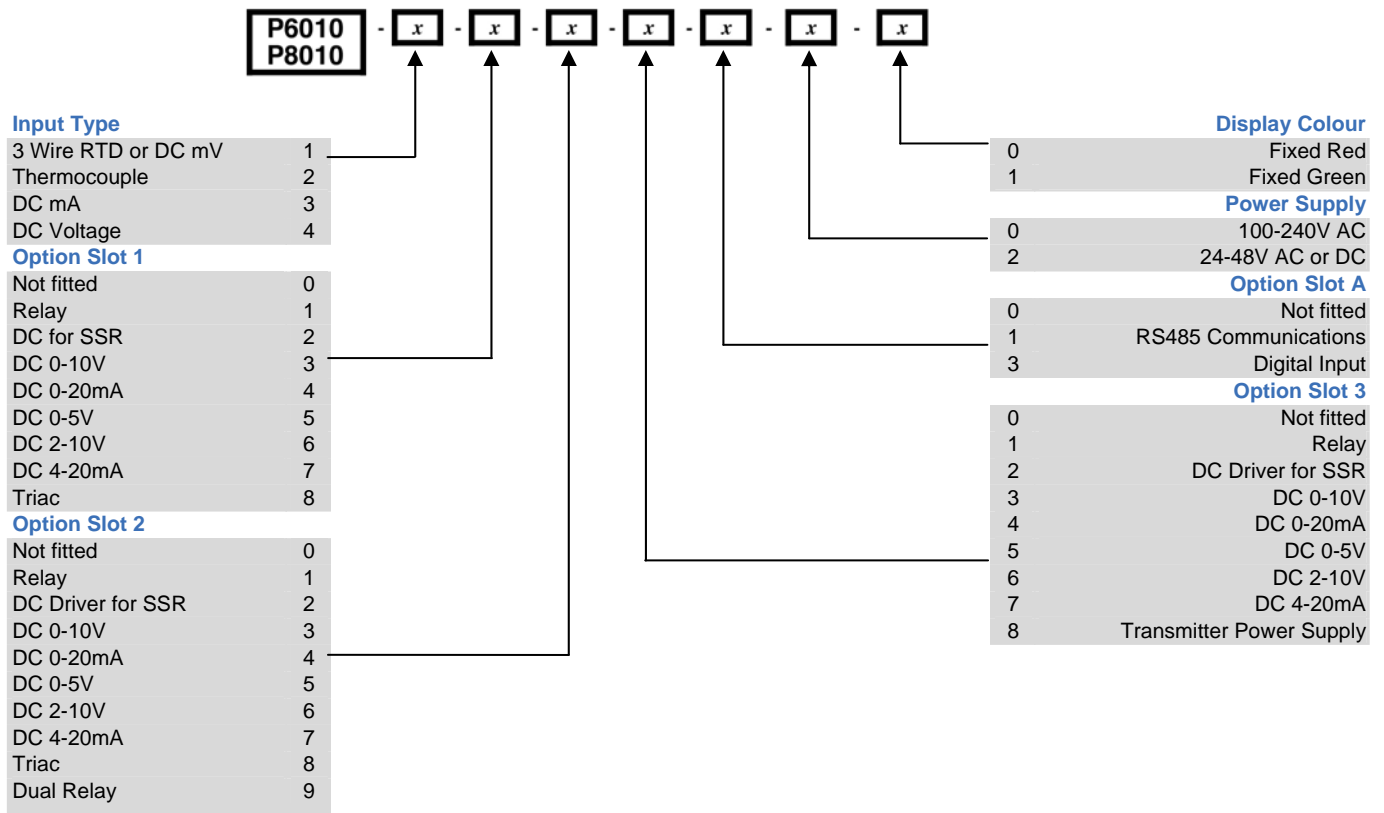 P6010 - x - x - x - x - x - x - x
P8010
Input Type
3 Wire RTD or DC mV 1
Thermocouple 2
DC mA 3
DC Voltage 4
Option Slot 1
Not fitted 0
Relay 1
DC for SSR 2
DC 0-10V 3
DC 0-20mA 4
DC 0-5V 5
DC 2-10V 6
DC 4-20mA 7
Triac 8
Option Slot 2
Not fitted 0
Relay 1
DC Driver for SSR 2
DC 0-10V 3
DC 0-20mA 4
DC 0-5V 5
DC 2-10V 6
DC 4-20mA 7
Triac 8
Dual Relay 9
Display Colour
0 Fixed Red
1 Fixed Green
Power Supply
0 100-240V AC
2 24-48V AC or DC
Option Slot A
0 Not fitted
1 RS485 Communications
3 Digital Input
Option Slot 3
0 Not fitted
1 Relay
2 DC Driver for SSR
3 DC 0-10V
4 DC 0-20mA
5 DC 0-5V
6 DC 2-10V
7 DC 4-20mA
8 Transmitter Power Supply